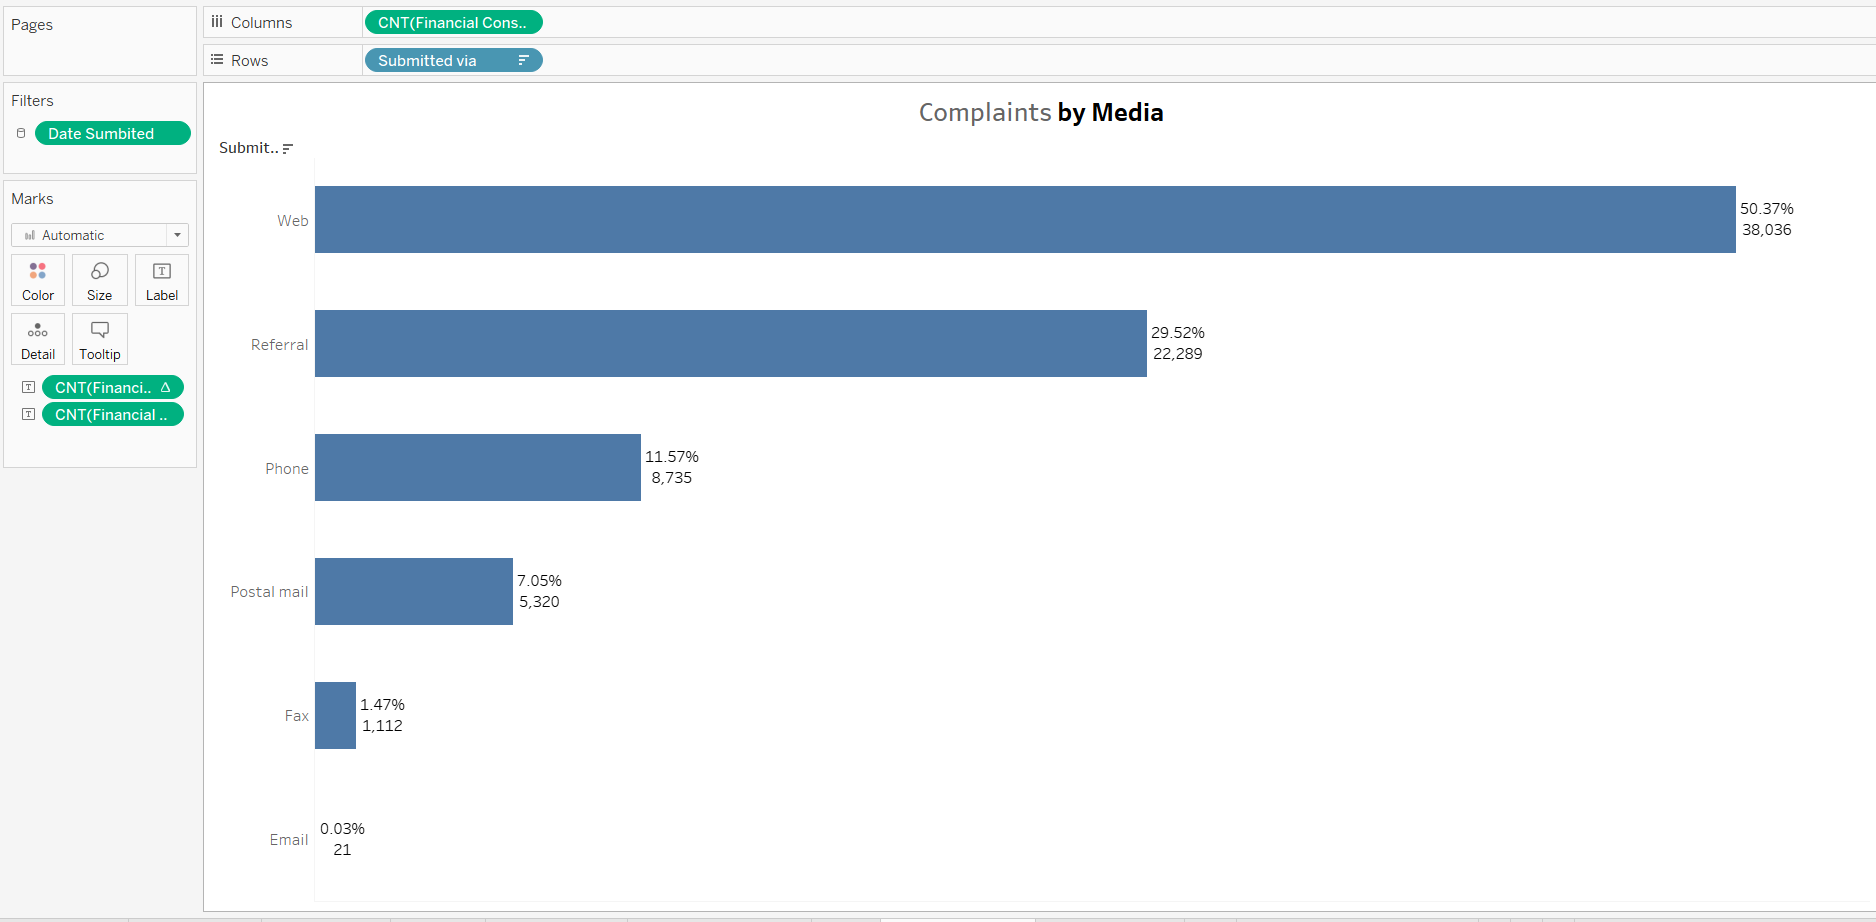 Pages
Columns
CNT(Financial Cons..
Rows
Submitted via
Filters
Date Sumbited
Marks
Automatic
Color
Size
T
Label
Detail
Tooltip
T
CNT(Financi.. Δ
T
CNT(Financial ..
Complaints by Media
Submit..
Web
50.37%
38,036
Referral
29.52%
22,289
Phone
11.57%
8,735
Postal mail
7.05%
5,320
Fax
1.47%
1,112
Email
0.03%
21